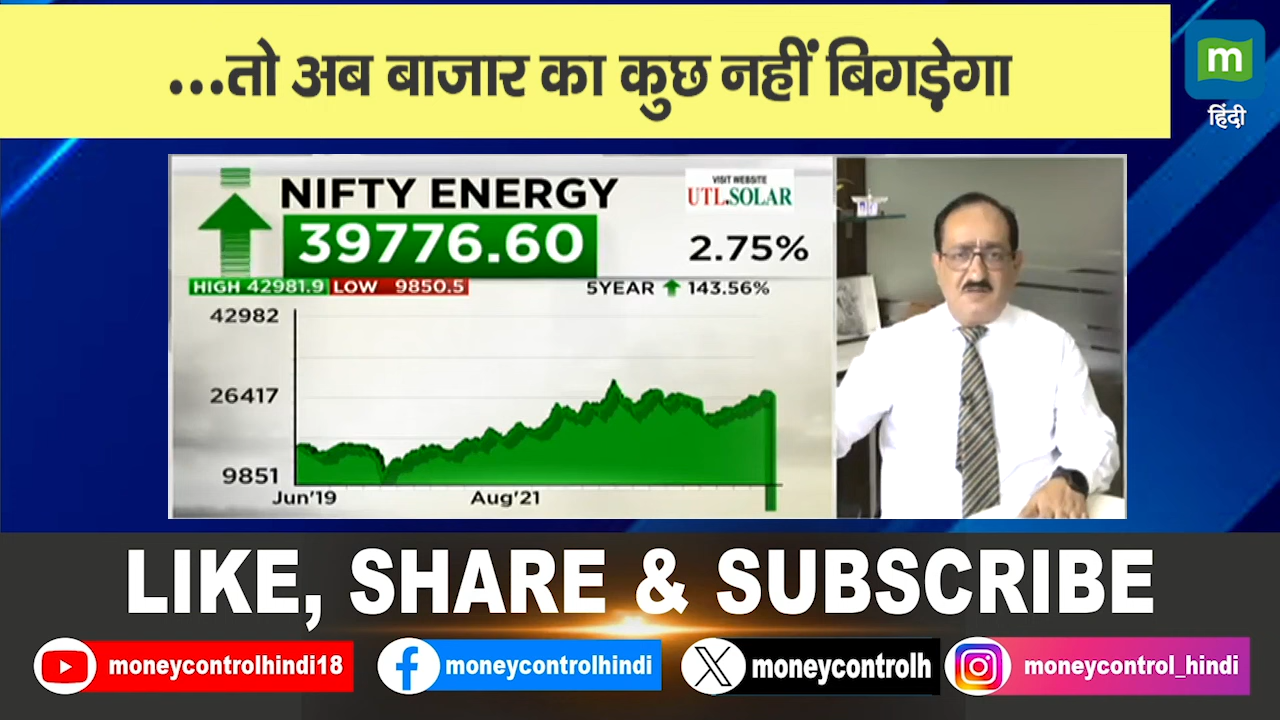 ...तो अब बाजार का कुछ नहीं बिगड़ेगा
m
हिंदी
NIFTY ENERGY
39776.60
VISIT WEBSITE
UTL SOLAR
2.75%
HIGH 42981.9 LOW 9850.5
5YEAR 143.56%
42982
26417
9851
Jun'19 Aug'21
LIKE, SHARE & SUBSCRIBE
moneycontrolhindi18 moneycontrolhindi moneycontrolh moneycontrol_hindi